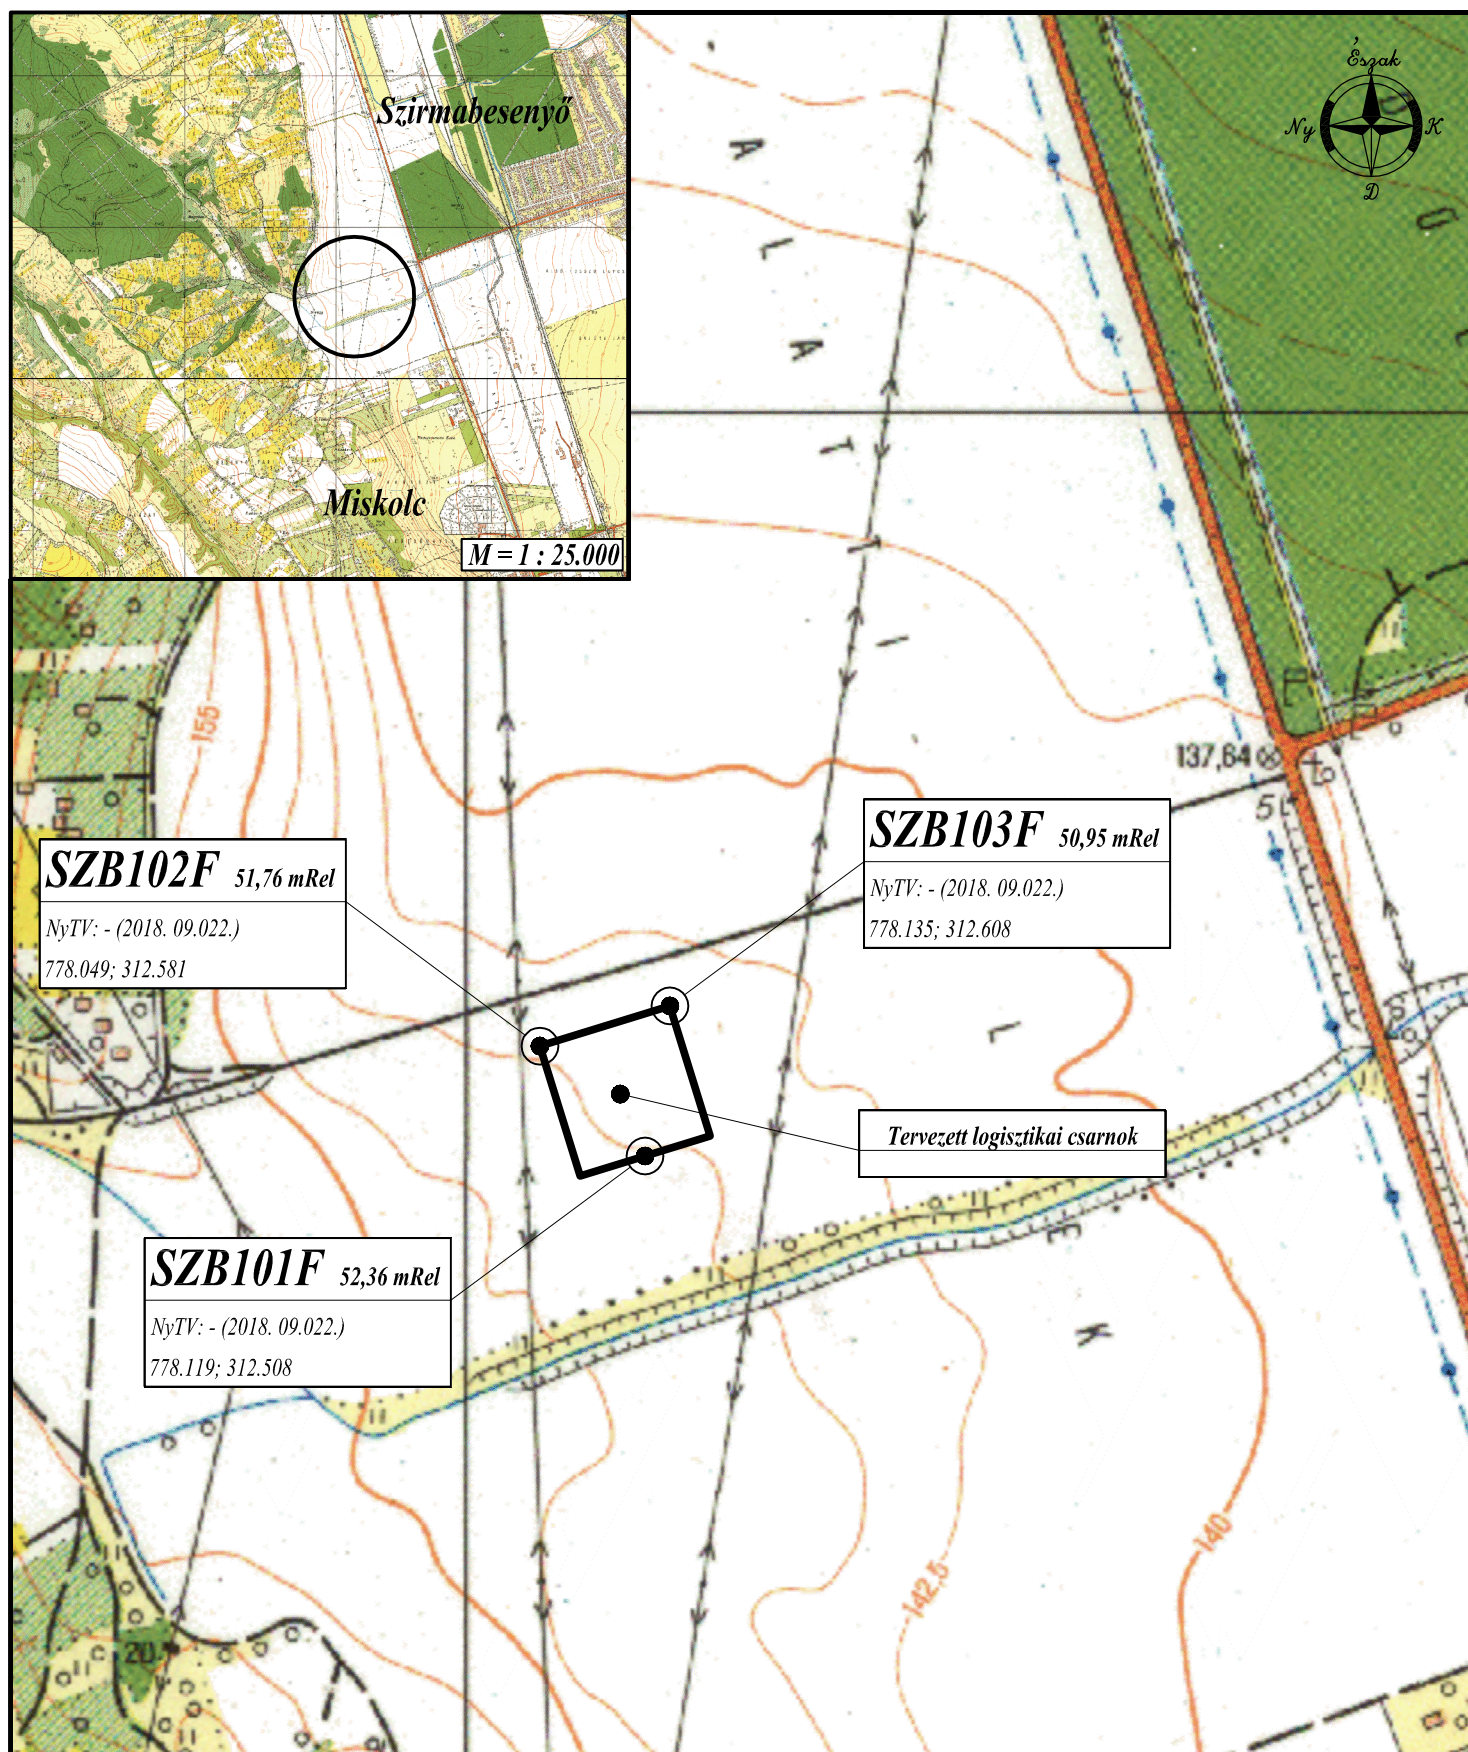 Szirmabesenyő
Miskolc
M = 1 : 25.000
Észak
Ny
K
D
A
L
A
T
T
I
L
E
K
D
Ű
L
155
137,64
5
SZB103F 50,95 mRel
NyTV: - (2018. 09.022.)
778.135; 312.608
SZB102F 51,76 mRel
NyTV: - (2018. 09.022.)
778.049; 312.581
Tervezett logisztikai csarnok
SZB101F 52,36 mRel
NyTV: - (2018. 09.022.)
778.119; 312.508
140
142,5
20